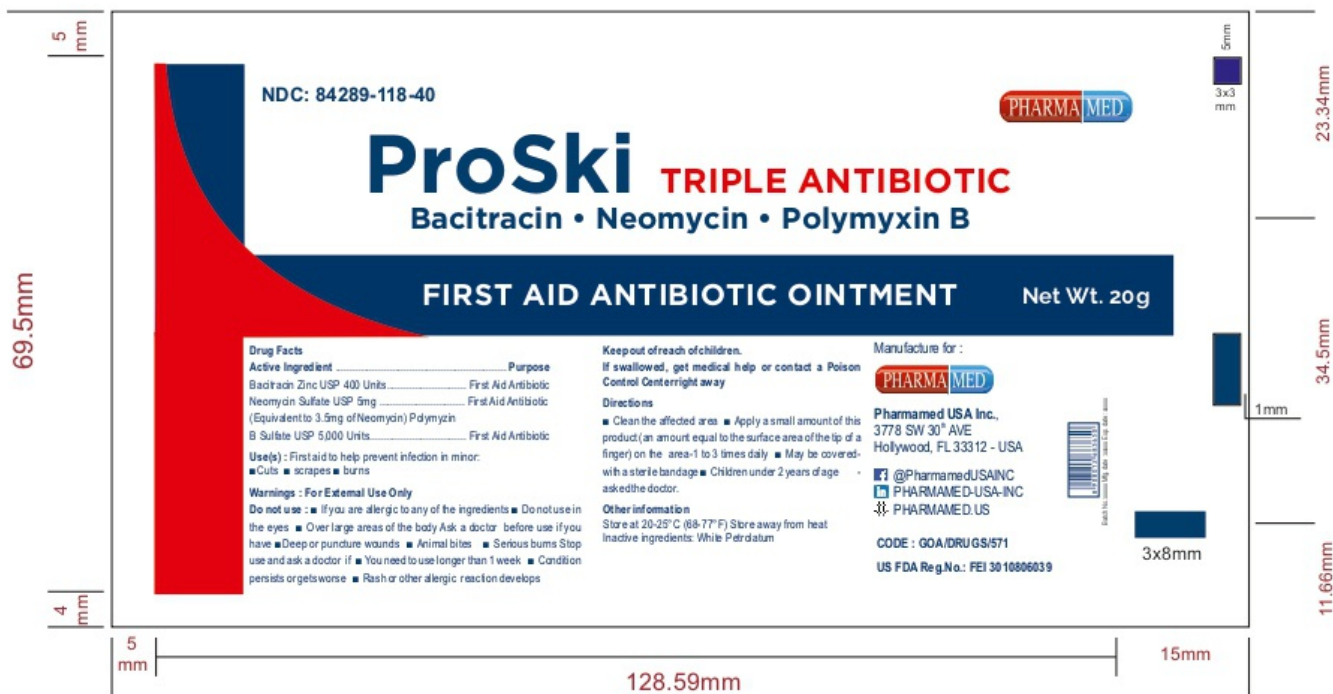 5 mm
69.5mm
4 mm
5 mm
128.59mm
15mm
5mm
3x3 mm
23.34mm
34.5mm
1mm
11.66mm
3x8mm
NDC: 84289-118-40
PHARMA MED
ProSki TRIPLE ANTIBIOTIC
Bacitracin • Neomycin • Polymyxin B
FIRST AID ANTIBIOTIC OINTMENT Net Wt. 20g
Drug Facts
Active Ingredient ........ Purpose
Bacitracin Zinc USP 400 Units ........ First Aid Antibiotic
Neomycin Sulfate USP 5mg ........ First Aid Antibiotic
(Equivalent to 3.5mg of Neomycin) Polymyzin
B Sulfate USP 5,000 Units ........ First Aid Antibiotic
Use(s) : First aid to help prevent infection in minor:
■ Cuts ■ scrapes ■ burns
Warnings : For External Use Only
Do not use : ■ If you are allergic to any of the ingredients ■ Do not use in
the eyes ■ Over large areas of the body Ask a doctor before use if you
have ■ Deep or puncture wounds ■ Animal bites ■ Serious burns Stop
use and ask a doctor if ■ You need to use longer than 1 week ■ Condition
persists or gets worse ■ Rash or other allergic reaction develops
Keep out of reach of children.
If swallowed, get medical help or contact a Poison
Control Center right away
Directions
■ Clean the affected area ■ Apply a small amount of this
product (an amount equal to the surface area of the tip of a
finger) on the area-1 to 3 times daily ■ May be covered-
with a sterile bandage ■ Children under 2 years of age -
asked the doctor.
Other information
Store at 20-25°C (68-77°F) Store away from heat
Inactive ingredients: White Petrolatum
Manufacture for :
PHARMA MED
Pharmamed USA Inc.,
3778 SW 30" AVE
Hollywood, FL 33312 - USA
@PharmamedUSAINC
PHARMAMED-USA-INC
PHARMAMED.US
CODE : GOA/DRUGS/571
US FDA Reg.No.: FEI 3010806039